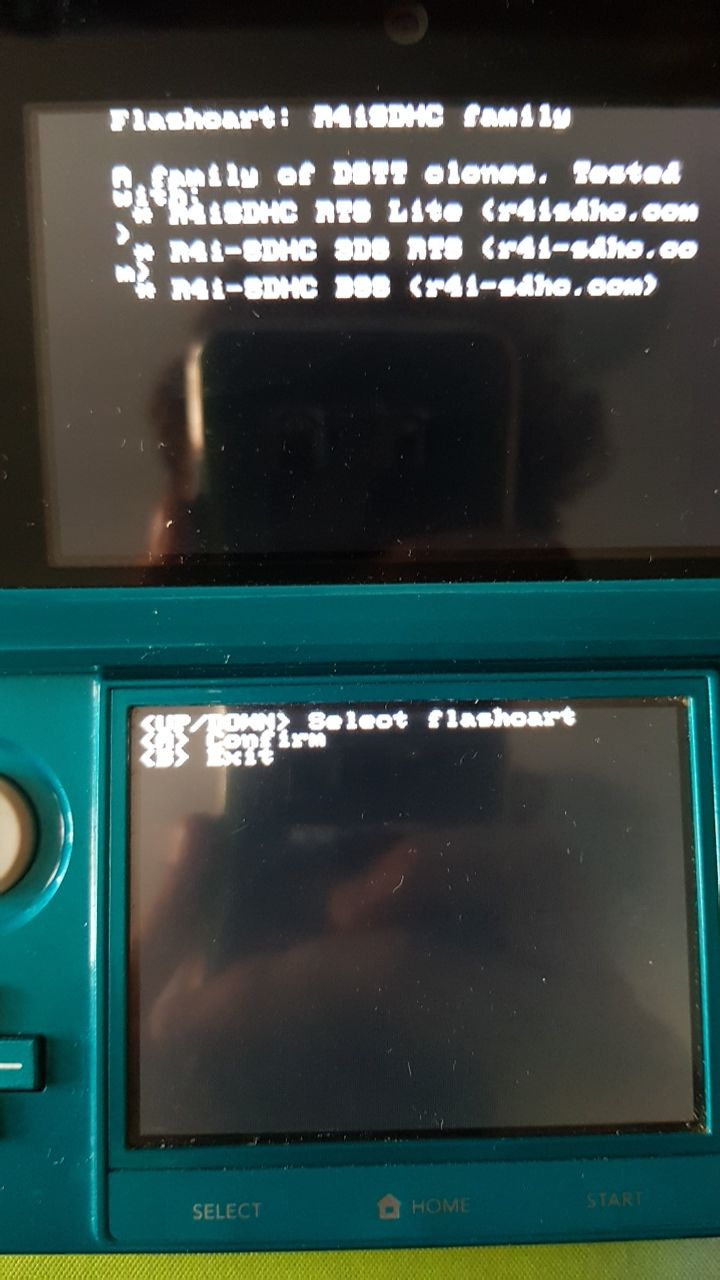 Flashcart: R4iSDHC family
A family of DSTT clones. Tested
with:
* R4iSDHC RTS Lite (r4isdhc.com
)
* R4i-SDHC 3DS RTS (r4i-sdhc.co
m)
* R4i-SDHC B9S (r4i-sdhc.com)
<UP/DOWN> Select flashcart
<A> Confirm
<B> Exit
SELECT HOME START